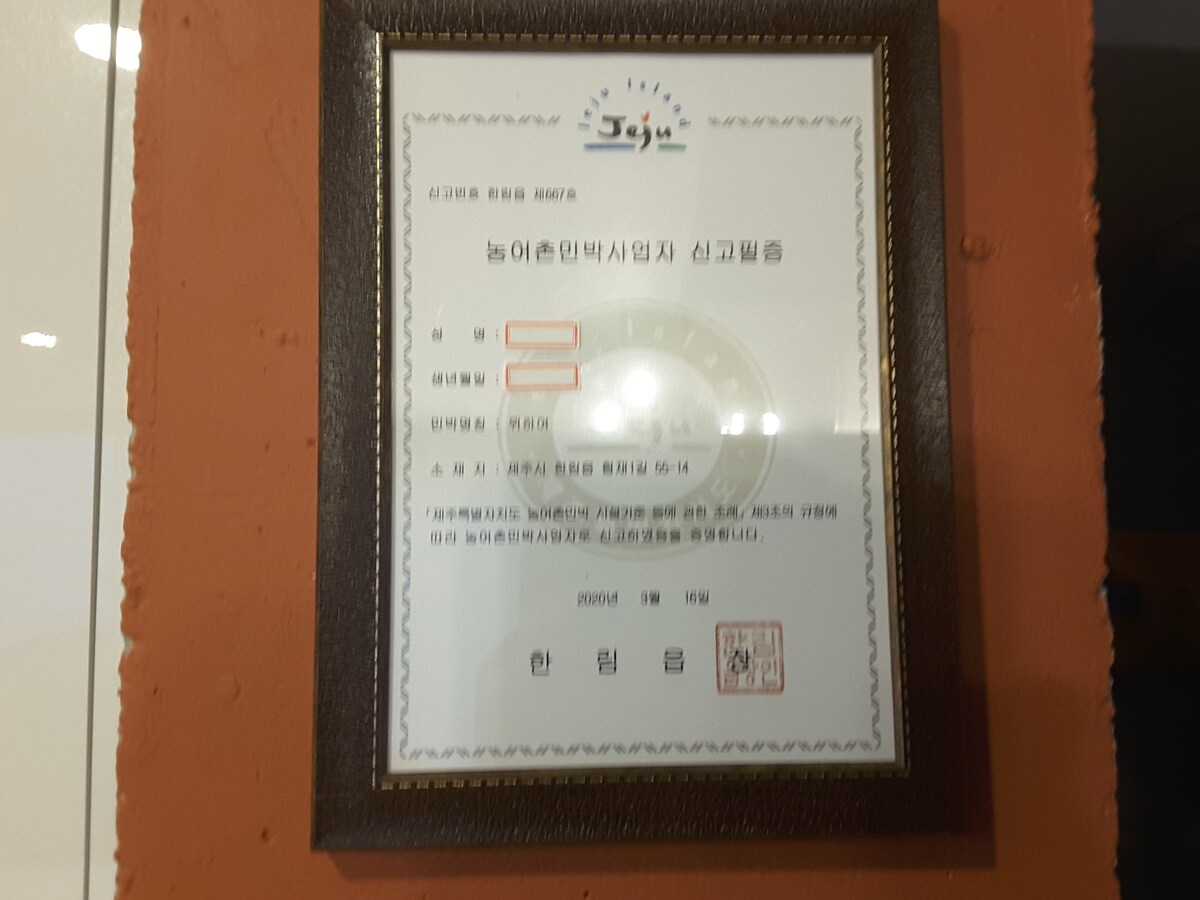 Jeju Island
Jeju
신고번호 한림읍 제667호
농어촌민박사업자 신고필증
성 명 :
생년월일 :
민박명칭 : 위하여
소 재 지 : 제주시 한림읍 협재1길 55-14
「제주특별자치도 농어촌민박 시설기준 등에 관한 조례」 제3조의 규정에
따라 농어촌민박사업자로 신고하였음을 증명합니다.
2020년 3월 16일
한 림 읍 장